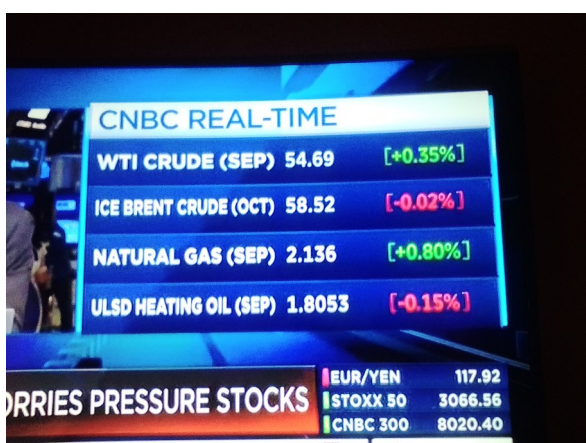 CNBC REAL-TIME
WTI CRUDE (SEP) 54.69 [+0.35%]
ICE BRENT CRUDE (OCT) 58.52 [-0.02%]
NATURAL GAS (SEP) 2.136 [+0.80%]
ULSD HEATING OIL (SEP) 1.8053 [-0.15%]
ORRIES PRESSURE STOCKS
EUR/YEN 117.92
STOXX 50 3066.56
CNBC 300 8020.40